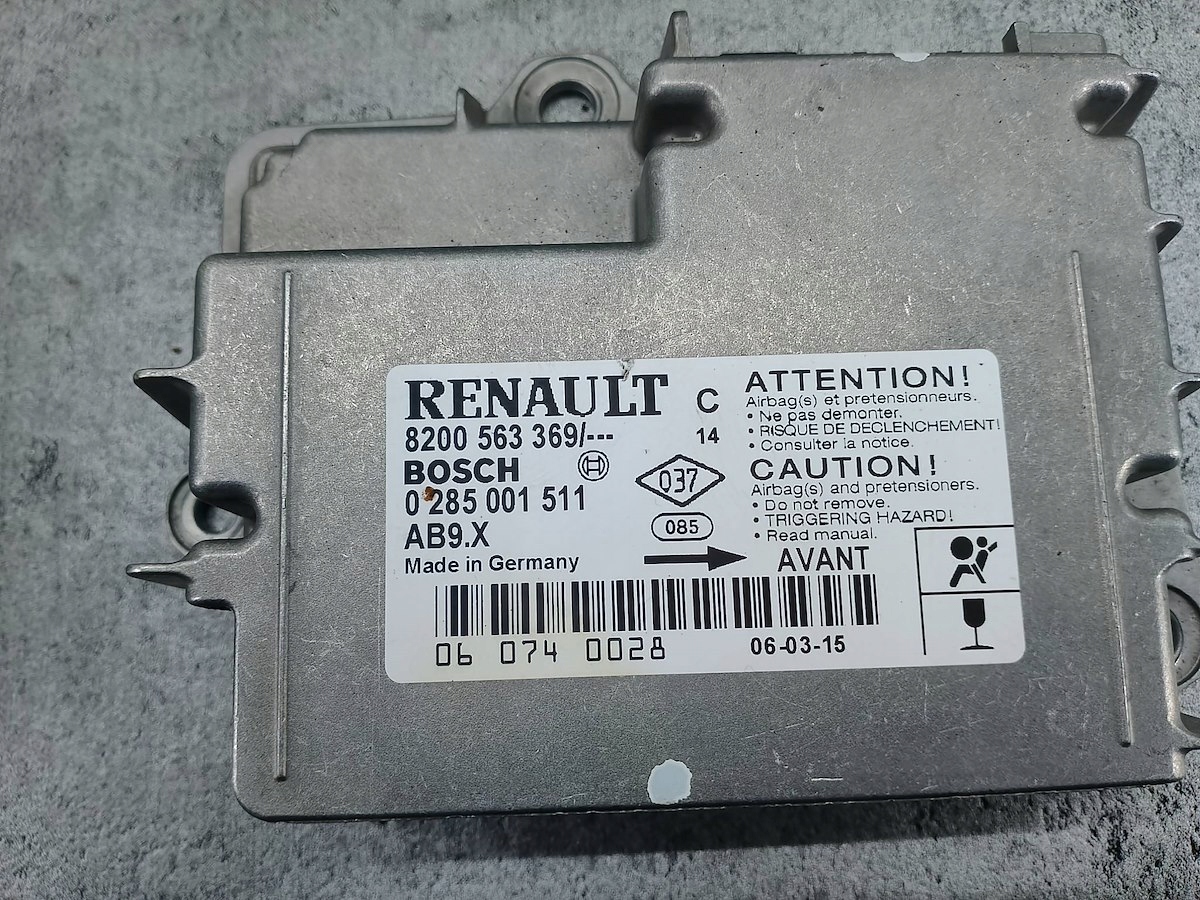 RENAULT C
8200 563 369/--- 14
BOSCH
0 285 001 511
AB9.X
Made in Germany
037
085
ATTENTION!
Airbag(s) et pretensionneurs.
• Ne pas demonter.
• RISQUE DE DECLENCHEMENT!
• Consulter la notice.
CAUTION!
Airbag(s) and pretensioners.
• Do not remove.
• TRIGGERING HAZARD!
• Read manual.
AVANT
06 074 0028
06-03-15